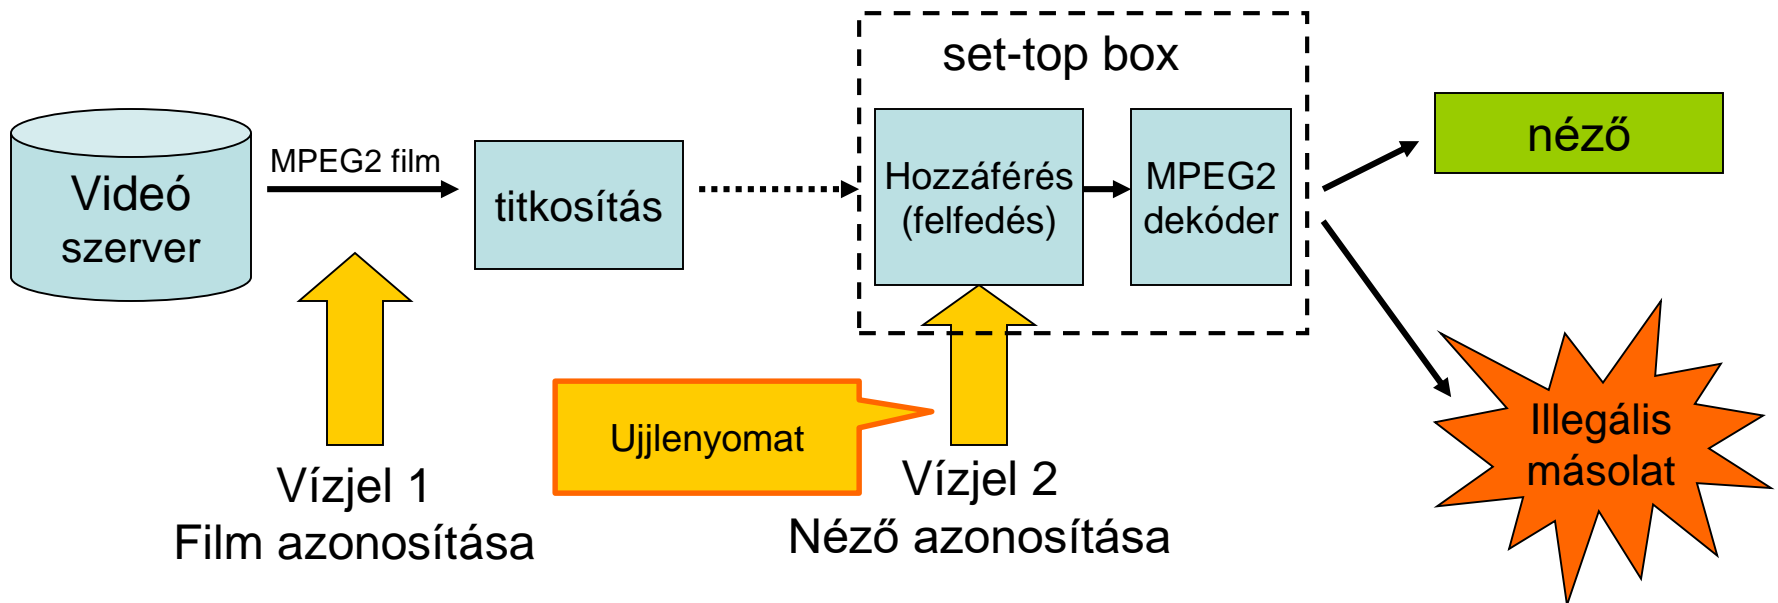 set-top box
Videó
szerver
MPEG2 film
titkosítás
Hozzáférés
(felfedés)
MPEG2
dekóder
néző
Ujjlenyomat
Illegális
másolat
Vízjel 1
Film azonosítása
Vízjel 2
Néző azonosítása